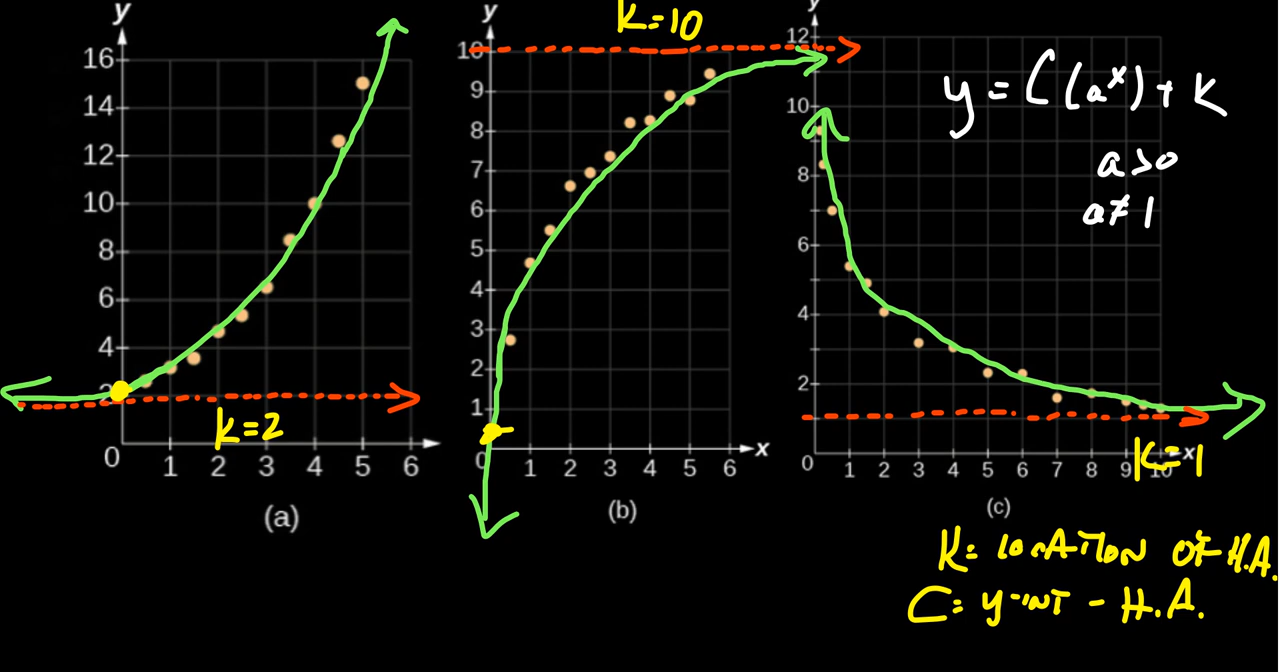 y
16
14
12
10
8
6
4
2
0
1 2 3 4 5 6
k=2
(a)
y
k=10
10
9
8
7
6
5
4
3
2
1
0
1 2 3 4 5 6
x
(b)
y
12
10
8
6
4
2
0
1 2 3 4 5 6 7 8 9 10
x
k=1
(c)
y = C(aˣ) + K
a>0
a≠1
K= location of H.A.
C= y-int - H.A.